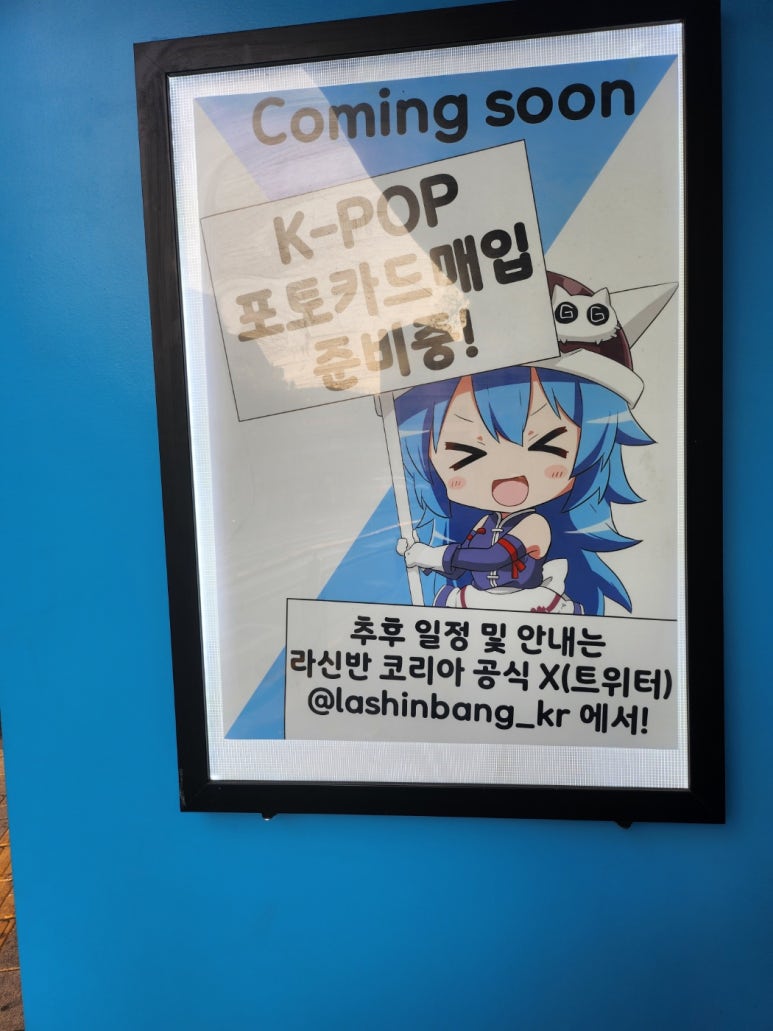 Coming soon
K-POP
포토카드매입
준비중!
G G
추후 일정 및 안내는
라신반 코리아 공식 X(트위터)
@lashinbang_kr 에서!